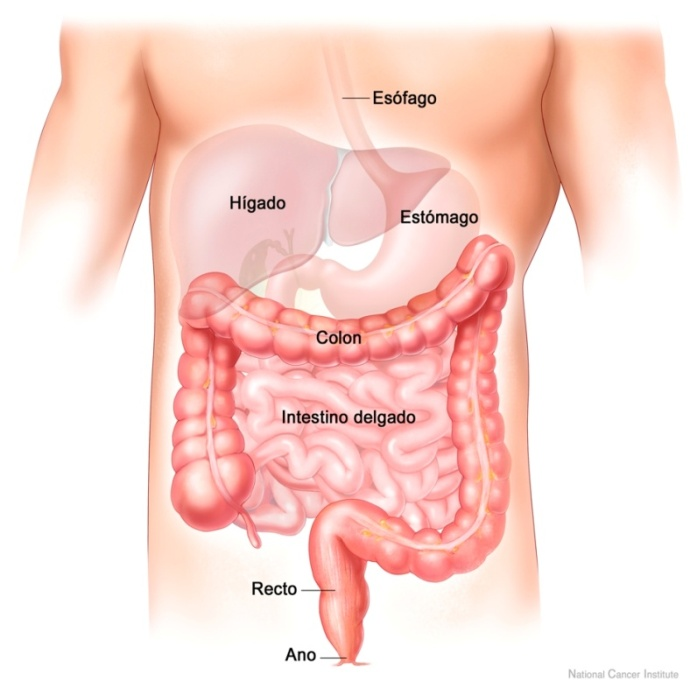 Esófago
Hígado
Estómago
Colon
Intestino delgado
Recto
Ano
National Cancer Institute